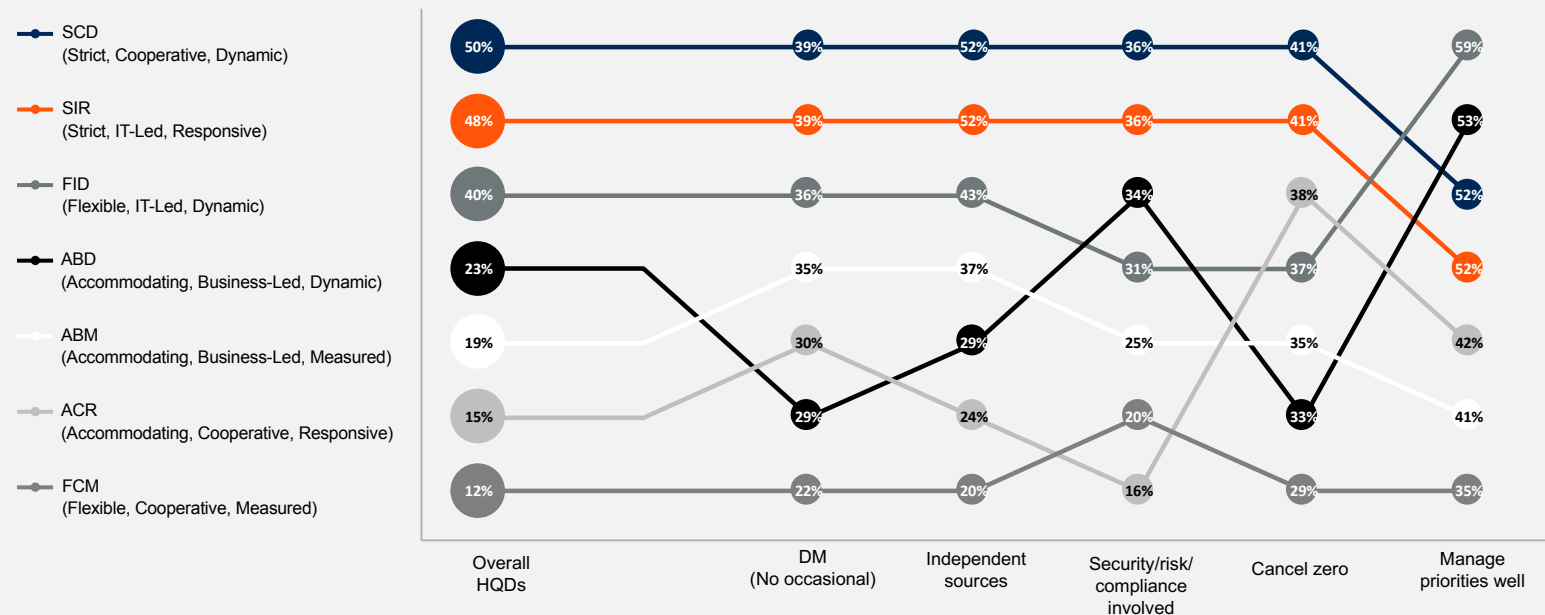 SCD
(Strict, Cooperative, Dynamic)
SIR
(Strict, IT-Led, Responsive)
FID
(Flexible, IT-Led, Dynamic)
ABD
(Accommodating, Business-Led, Dynamic)
ABM
(Accommodating, Business-Led, Measured)
ACR
(Accommodating, Cooperative, Responsive)
FCM
(Flexible, Cooperative, Measured)
50% 39% 52% 36% 41% 59%
48% 39% 52% 36% 41% 53%
40% 36% 43% 34% 38% 52%
23% 35% 37% 31% 37% 52%
19% 30% 29% 25% 35% 42%
15% 29% 24% 20% 33% 41%
12% 22% 20% 16% 29% 35%
Overall
HQDs
DM
(No occasional)
Independent
sources
Security/risk/
compliance
involved
Cancel zero
Manage
priorities well